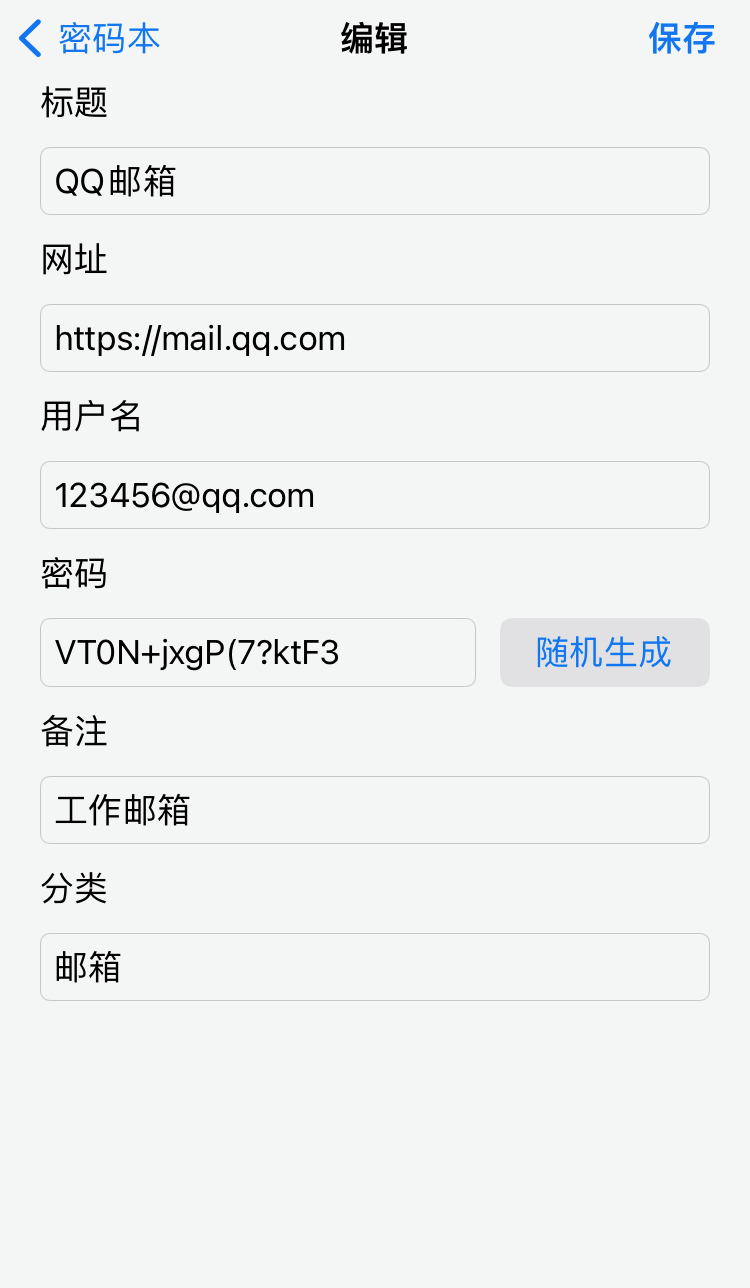 密码本 编辑 保存
标题
QQ邮箱
网址
https://mail.qq.com
用户名
123456@qq.com
密码
VT0N+jxgP(7?ktF3 随机生成
备注
工作邮箱
分类
邮箱